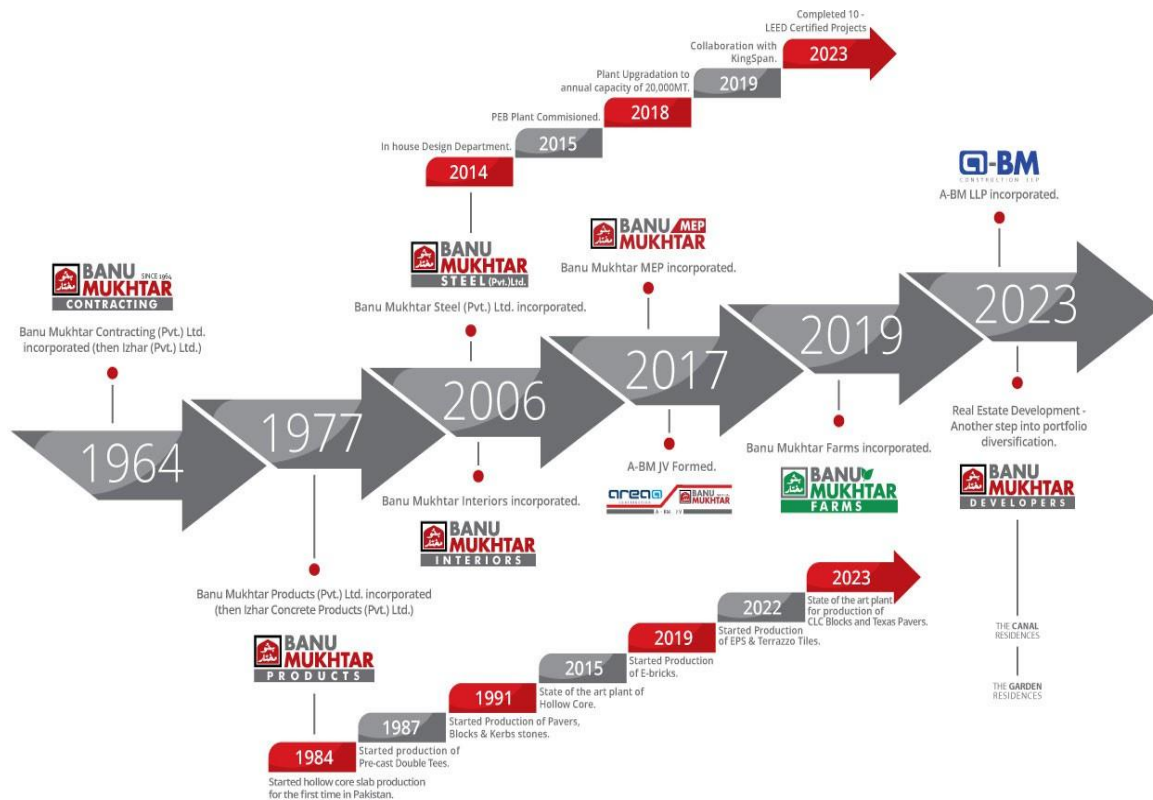 Completed 10 -
LEED Certified Projects
2023
Collaboration with
KingSpan.
2019
Plant Upgradation to
annual capacity of 20,000MT.
2018
PEB Plant Commisioned.
2015
In house Design Department.
2014
BANU
MUKHTAR
STEEL (Pvt.) Ltd.
Banu Mukhtar Steel (Pvt.) Ltd. incorporated.
BANU
SINCE 1964
MUKHTAR
CONTRACTING
Banu Mukhtar Contracting (Pvt.) Ltd.
incorporated (then Izhar (Pvt.) Ltd.)
BANU MEP
MUKHTAR
Banu Mukhtar MEP incorporated.
a-BM
CONSTRUCTION LLP
A-BM LLP incorporated.
1964
1977
2006
2017
2019
2023
Banu Mukhtar Products (Pvt.) Ltd. incorporated
(then Izhar Concrete Products (Pvt.) Ltd.)
BANU
MUKHTAR
PRODUCTS
Banu Mukhtar Interiors incorporated.
BANU
MUKHTAR
INTERIORS
A-BM JV Formed.
area
BANU
MUKHTAR
A - BM - JV
Banu Mukhtar Farms incorporated.
BANU
MUKHTAR
FARMS
Real Estate Development -
Another step into portfolio
diversification.
BANU
MUKHTAR
DEVELOPERS
THE CANAL
RESIDENCES
THE GARDEN
RESIDENCES
1984
Started hollow core slab production
for the first time in Pakistan.
1987
Started production of
Pre-cast Double Tees.
1991
Started Production of Pavers,
Blocks & Kerbs stones.
2015
State of the art plant of
Hollow Core.
2019
Started Production
of E-bricks.
2022
Started Production
of EPS & Terrazzo Tiles.
2023
State of the art plant
for production of
CLC Blocks and Texas Pavers.